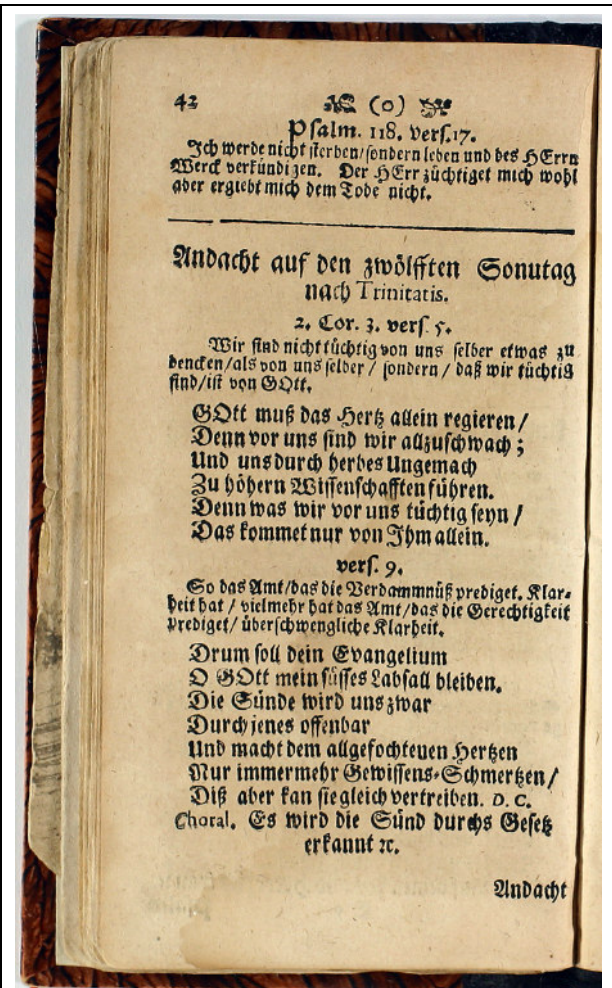 42 (o)
Psalm. 118. vers. 17.
Ich werde nicht sterben/sondern leben und des HErrn
Werck verkündigen. Der HErr züchtiget mich wohl
aber ergiebt mich dem Tode nicht.
Andacht auf den zwölfften Sonutag
nach Trinitatis.
2. Cor. 3. vers. 5.
Wir sind nicht tüchtig von uns selber etwas zu
dencken/als von uns selber / sondern / daß wir tüchtig
sind/ist von GOtt.
GOtt muß das Hertz allein regieren/
Denn vor uns sind wir allzuschwach;
Und uns durch herbes Ungemach
Zu höhern Wissenschafften führen.
Denn was wir vor uns tüchtig seyn /
Das kommet nur von Ihm allein.
vers. 9.
So das Amt/das die Verdammnüß prediget. Klar-
heit hat / vielmehr hat das Amt/das die Gerechtigkeit
prediget/ überschwengliche Klarheit.
Drum soll dein Evangelium
O GOtt mein süsses Labsall bleiben.
Die Sünde wird uns zwar
Durch jenes offenbar
Und macht dem allgefochteuen Hertzen
Nur immermehr Gewissens-Schmertzen/
Diß aber kan sie gleich vertreiben. D. C.
Choral. Es wird die Sünd durchs Gesetz
erkannt ꝛc.
Andacht